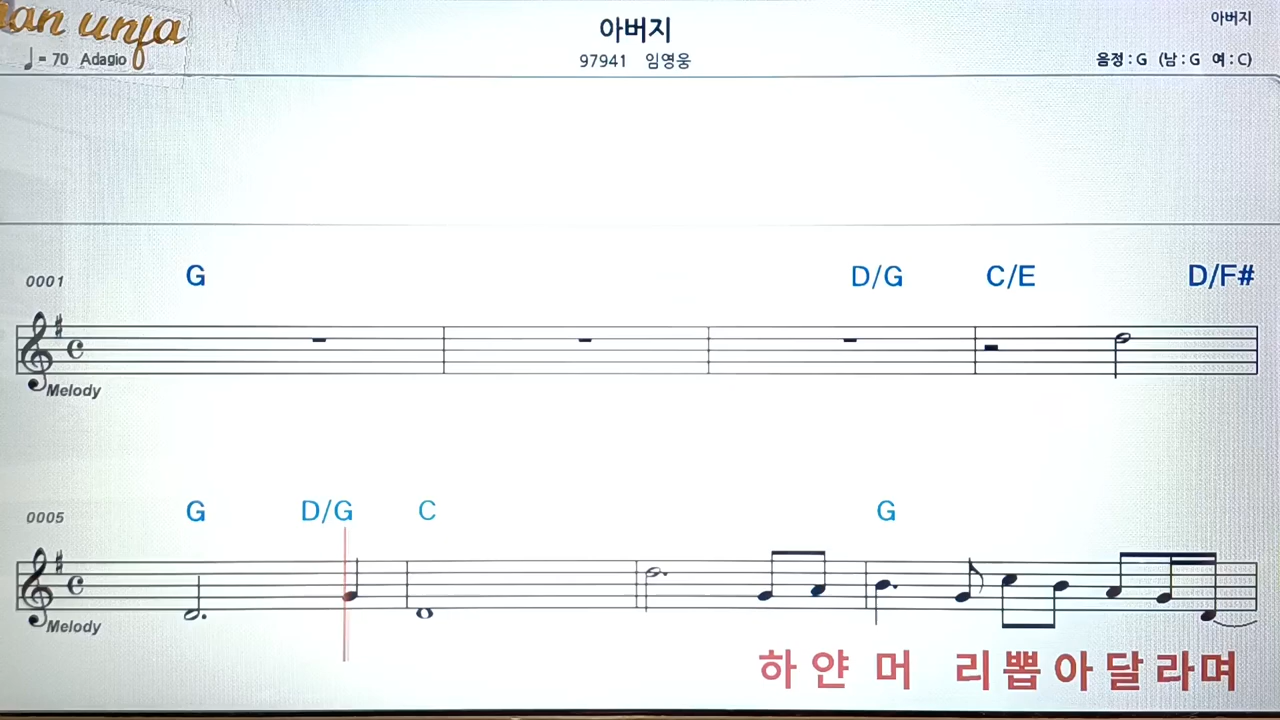 아버지
아버지
♩= 70 Adagio
97941 임영웅
음정 : G (남 : G 여 : C)
0001
G D/G C/E D/F#
Melody
0005
G D/G C G
Melody
하 얀 머 리 뽑 아 달 라 며